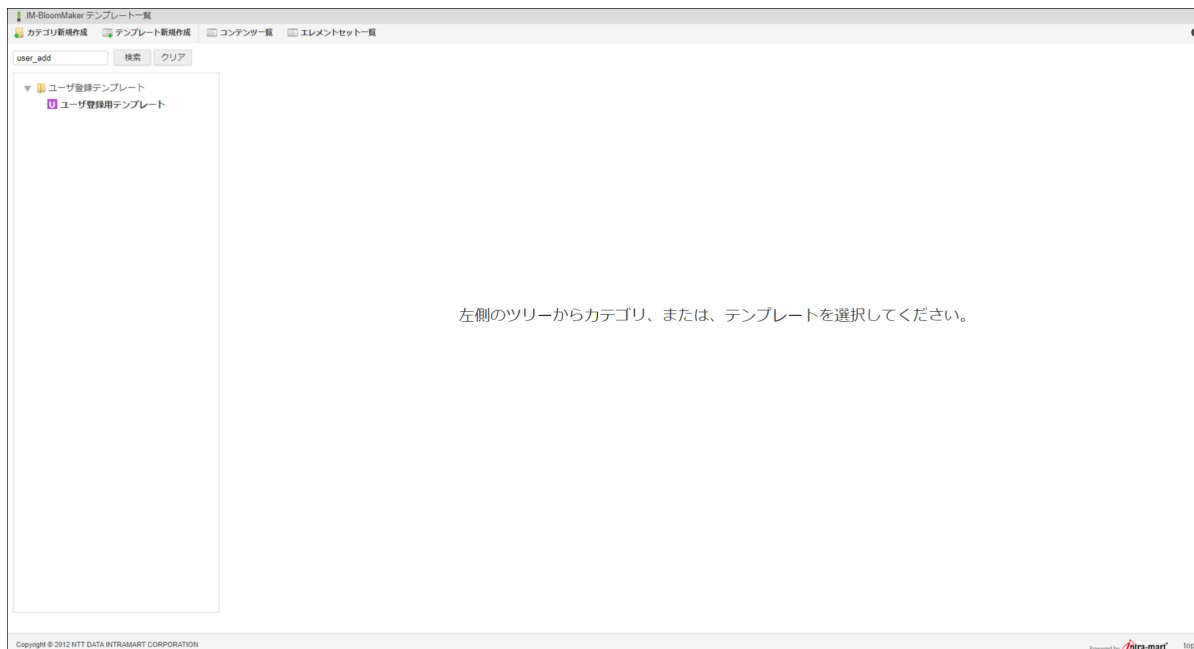 IM-BloomMaker テンプレート一覧
カテゴリ新規作成 テンプレート新規作成 コンテンツ一覧 エレメントセット一覧
user_add 検索 クリア
ユーザ登録テンプレート
U ユーザ登録用テンプレート
左側のツリーからカテゴリ、または、テンプレートを選択してください。
Copyright © 2012 NTT DATA INTRAMART CORPORATION
Powered by intra-mart top